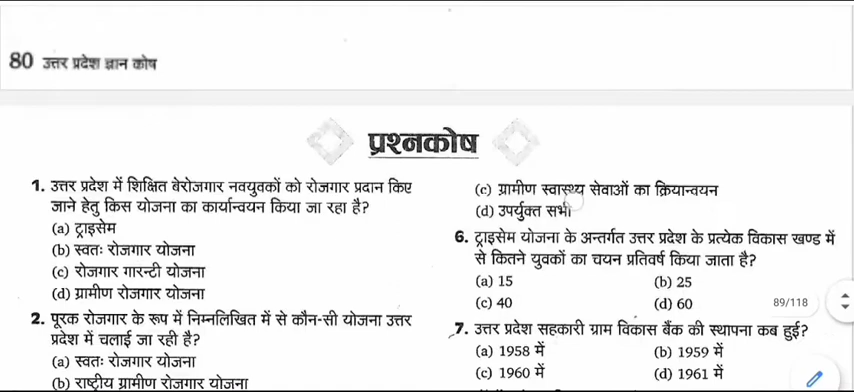 80 उत्तर प्रदेश ज्ञान कोष
प्रश्नकोष
1. उत्तर प्रदेश में शिक्षित बेरोजगार नवयुवकों को रोजगार प्रदान किए
जाने हेतु किस योजना का कार्यान्वयन किया जा रहा है?
(a) ट्राइसेम
(b) स्वतः रोजगार योजना
(c) रोजगार गारन्टी योजना
(d) ग्रामीण रोजगार योजना
2. पूरक रोजगार के रूप में निम्नलिखित में से कौन-सी योजना उत्तर
प्रदेश में चलाई जा रही है?
(a) स्वतः रोजगार योजना
(b) राष्ट्रीय ग्रामीण रोजगार योजना
(c) ग्रामीण स्वास्थ्य सेवाओं का क्रियान्वयन
(d) उपर्युक्त सभी
6. ट्राइसेम योजना के अन्तर्गत उत्तर प्रदेश के प्रत्येक विकास खण्ड में
से कितने युवकों का चयन प्रतिवर्ष किया जाता है?
(a) 15 (b) 25
(c) 40 (d) 60
89/118
7. उत्तर प्रदेश सहकारी ग्राम विकास बैंक की स्थापना कब हुई?
(a) 1958 में (b) 1959 में
(c) 1960 में (d) 1961 में